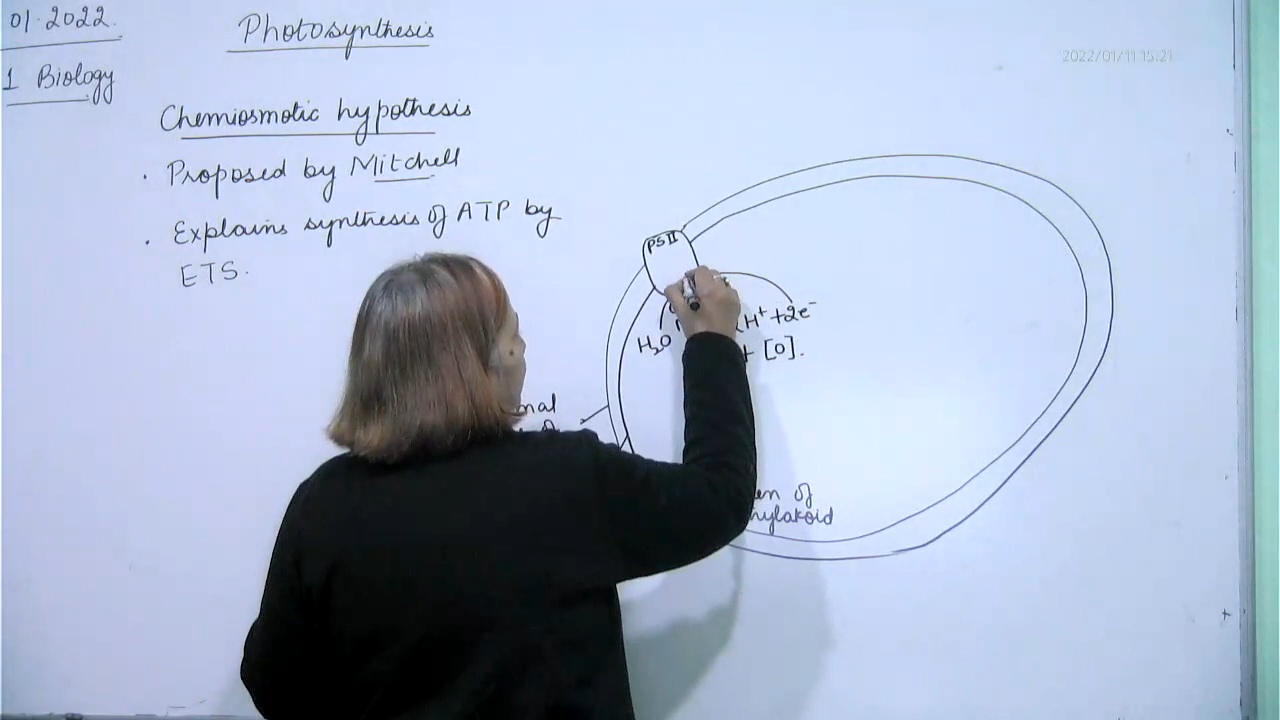 01.2022.
1 Biology
Photosynthesis
2022/01/11 15:21
Chemiosmotic hypothesis
· Proposed by Mitchell
· Explains synthesis of ATP by
ETS.
PS II
H⁺ + 2e⁻
H₂O
+ [O].